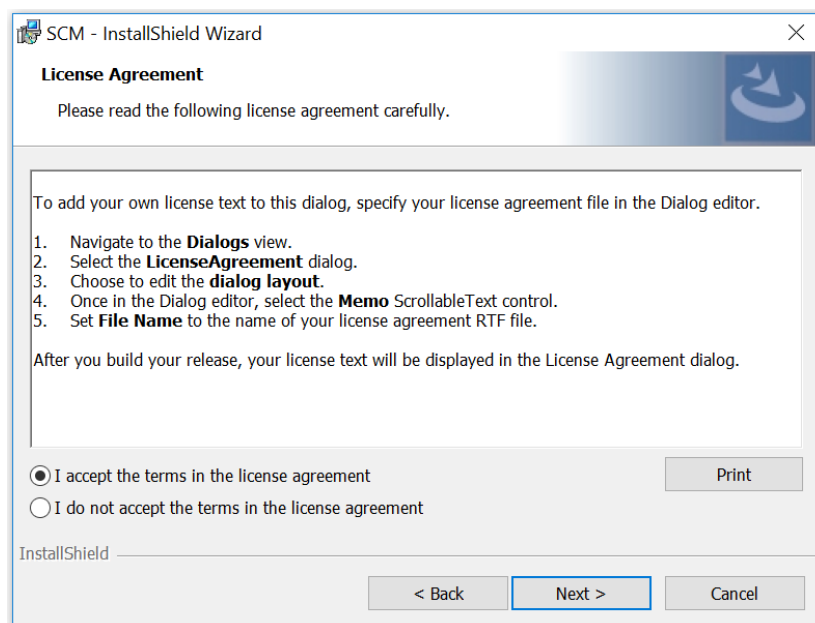 SCM - InstallShield Wizard
License Agreement
Please read the following license agreement carefully.
To add your own license text to this dialog, specify your license agreement file in the Dialog editor.
1. Navigate to the Dialogs view.
2. Select the LicenseAgreement dialog.
3. Choose to edit the dialog layout.
4. Once in the Dialog editor, select the Memo ScrollableText control.
5. Set File Name to the name of your license agreement RTF file.
After you build your release, your license text will be displayed in the License Agreement dialog.
I accept the terms in the license agreement
Print
I do not accept the terms in the license agreement
InstallShield
< Back
Next >
Cancel